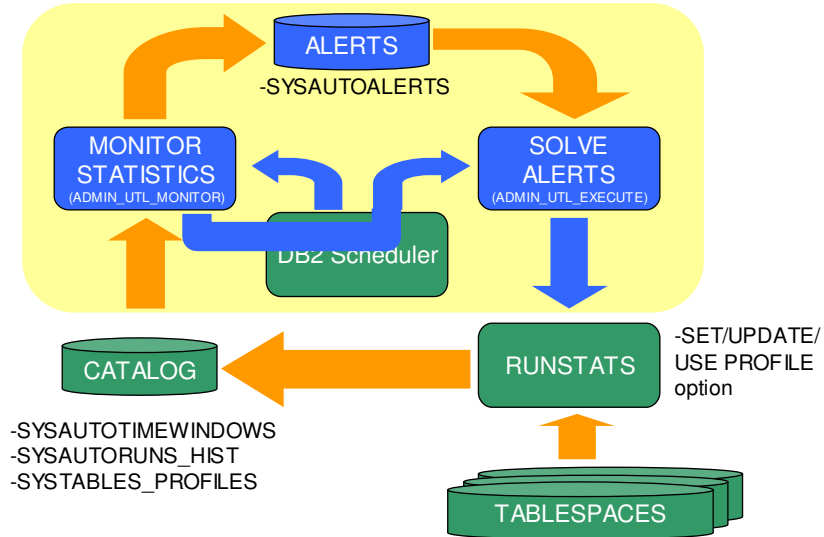 ALERTS
-SYSAUTOALERTS
MONITOR
STATISTICS
(ADMIN_UTL_MONITOR)
SOLVE
ALERTS
(ADMIN_UTL_EXECUTE)
DB2 Scheduler
CATALOG
RUNSTATS
-SET/UPDATE/
USE PROFILE
option
-SYSAUTOTIMEWINDOWS
-SYSAUTORUNS_HIST
-SYSTABLES_PROFILES
TABLESPACES